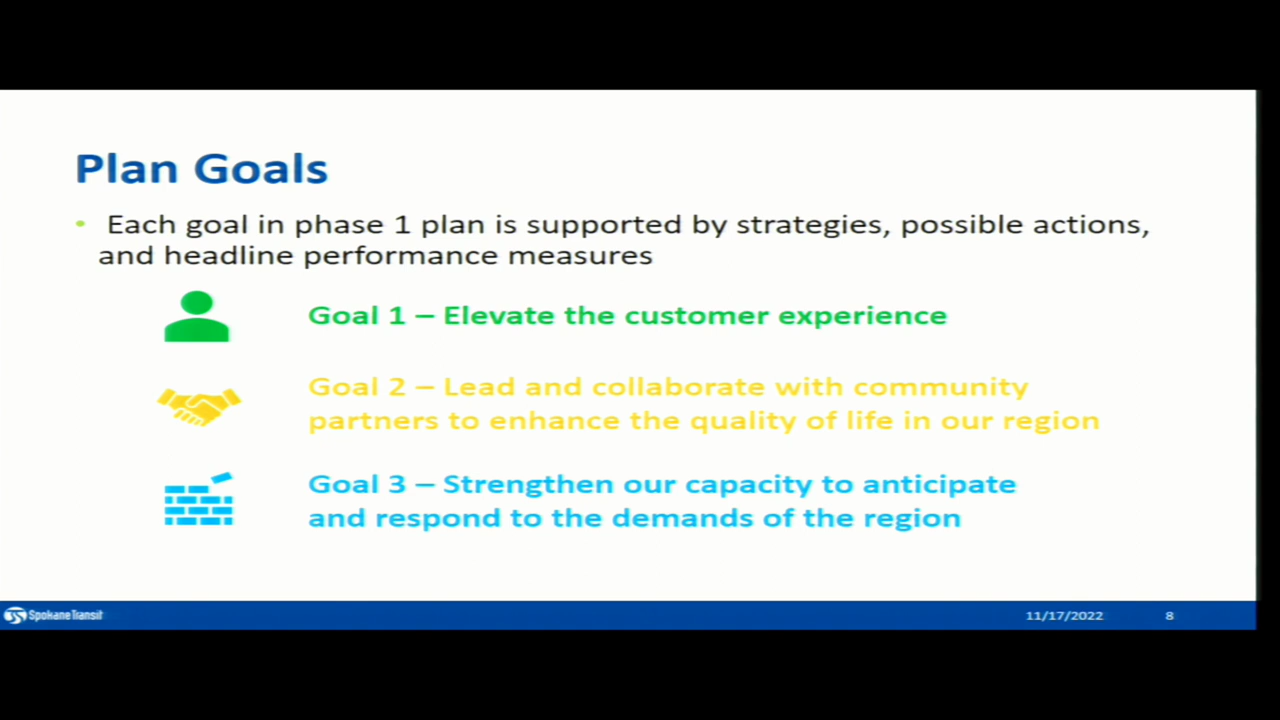 Plan Goals
• Each goal in phase 1 plan is supported by strategies, possible actions,
and headline performance measures
Goal 1 – Elevate the customer experience
Goal 2 – Lead and collaborate with community
partners to enhance the quality of life in our region
Goal 3 – Strengthen our capacity to anticipate
and respond to the demands of the region
SpokaneTransit
11/17/2022
8